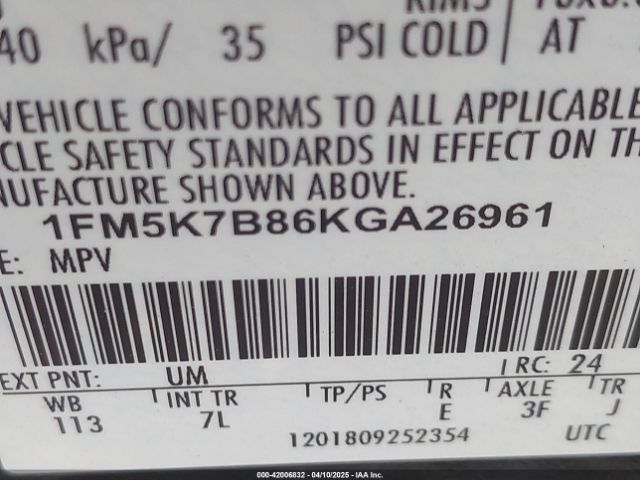 40 kPa/ 35 PSI COLD AT
VEHICLE CONFORMS TO ALL APPLICABLE
CLE SAFETY STANDARDS IN EFFECT ON TH
NUFACTURE SHOWN ABOVE.
1FM5K7B86KGA26961
E: MPV
EXT PNT: UM RC: 24
WB INT TR TP/PS R AXLE TR
113 7L E 3F J
1201809252354 UTC
000-42006832 - 04/10/2025 - IAA, Inc.